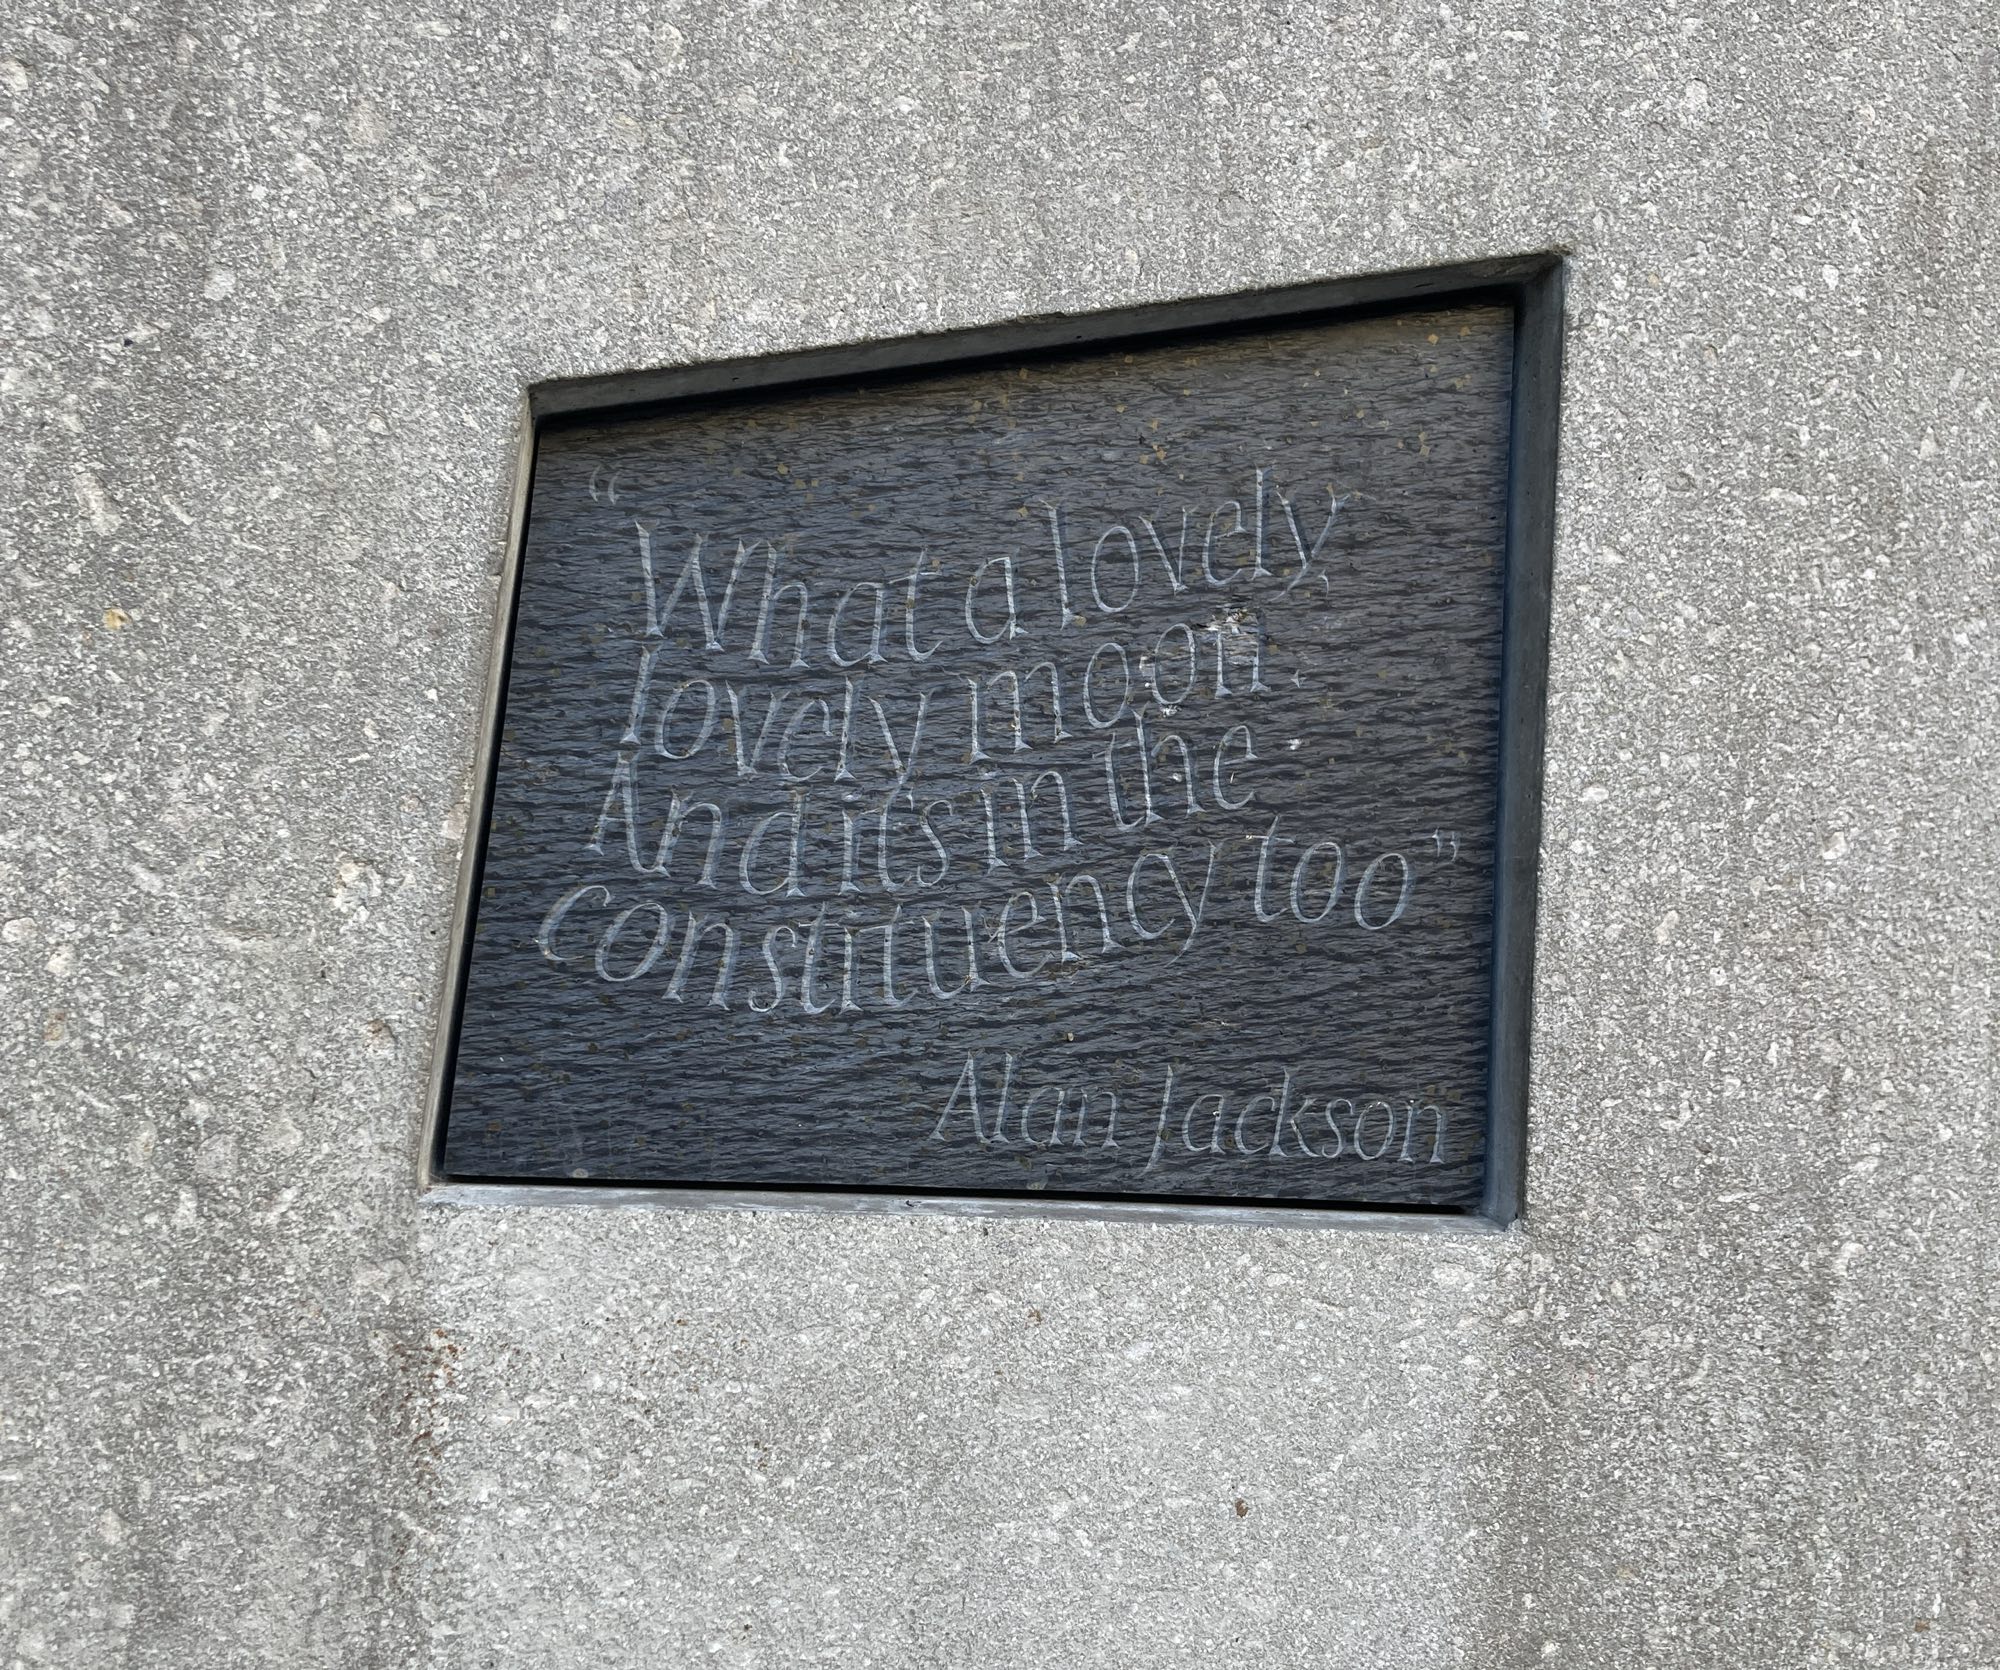 “What a lovely,
lovely moon.
And it's in the
constituency too”
Alan Jackson